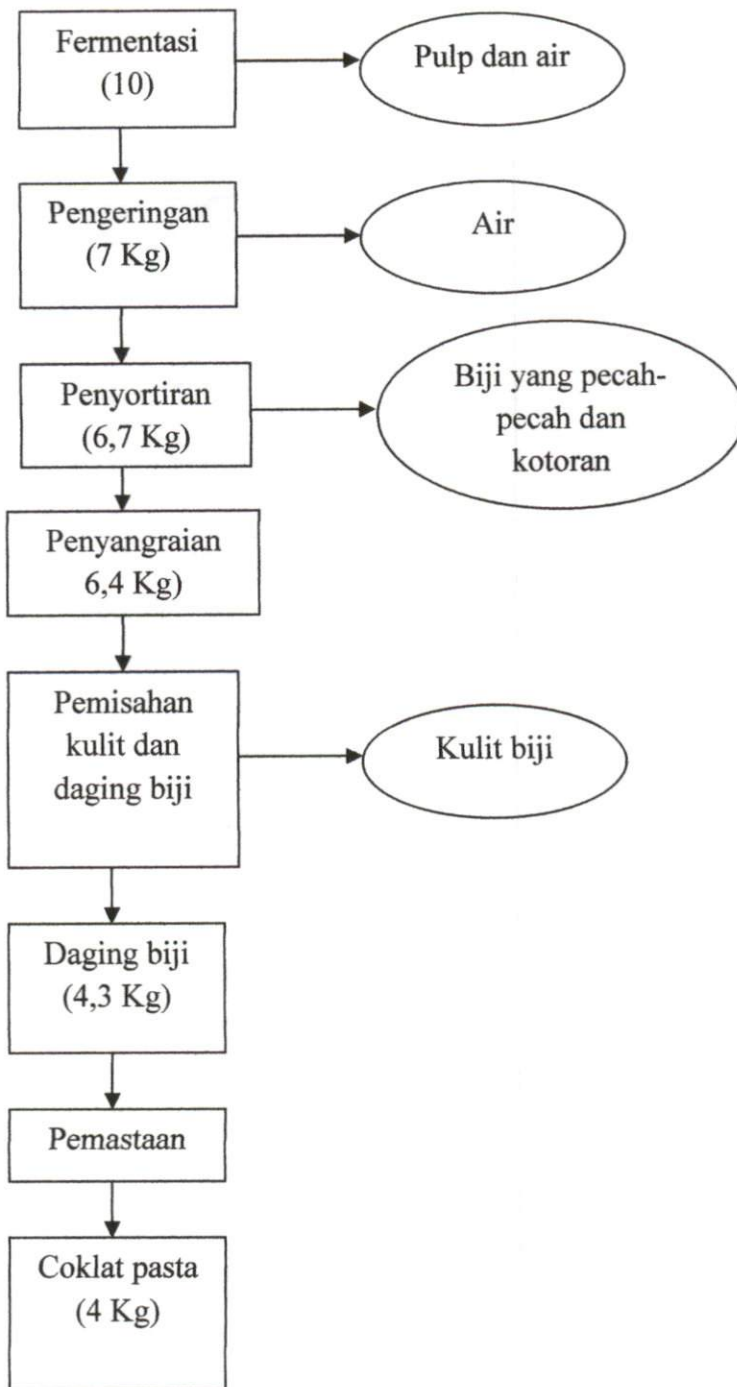 Fermentasi
(10)
Pulp dan air
Pengeringan
(7 Kg)
Air
Penyortiran
(6,7 Kg)
Biji yang pecah-
pecah dan
kotoran
Penyangraian
6,4 Kg)
Pemisahan
kulit dan
daging biji
Kulit biji
Daging biji
(4,3 Kg)
Pemastaan
Coklat pasta
(4 Kg)